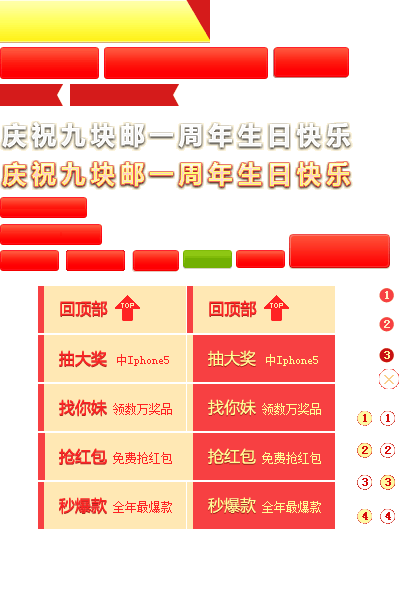 庆祝九块邮一周年生日快乐
庆祝九块邮一周年生日快乐
回顶部 TOP 回顶部 TOP
1
抽大奖 中Iphone5 抽大奖 中Iphone5
2
3
找你妹 领数万奖品 找你妹 领数万奖品
1 1
抢红包 免费抢红包 抢红包 免费抢红包
2 2
3 3
秒爆款 全年最爆款 秒爆款 全年最爆款
4 4